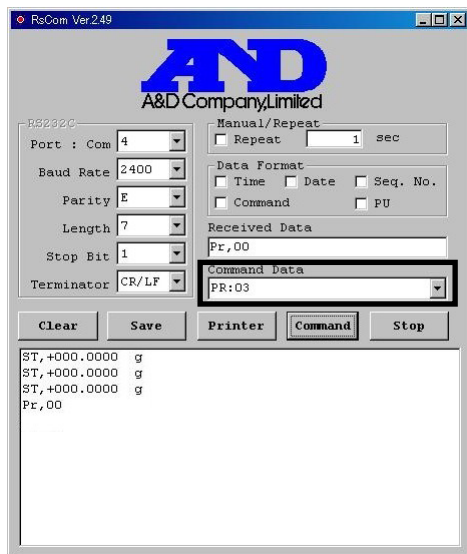 RsCom Ver.2.49
AND
A&D Company,Limited
RS232C
Port : Com 4
Baud Rate 2400
Parity E
Length 7
Stop Bit 1
Terminator CR/LF
Manual/Repeat
Repeat 1 sec
Data Format
Time Date Seq. No.
Command PU
Received Data
Pr,00
Command Data
PR:03
Clear Save Printer Command Stop
ST,+000.0000 g
ST,+000.0000 g
ST,+000.0000 g
Pr,00